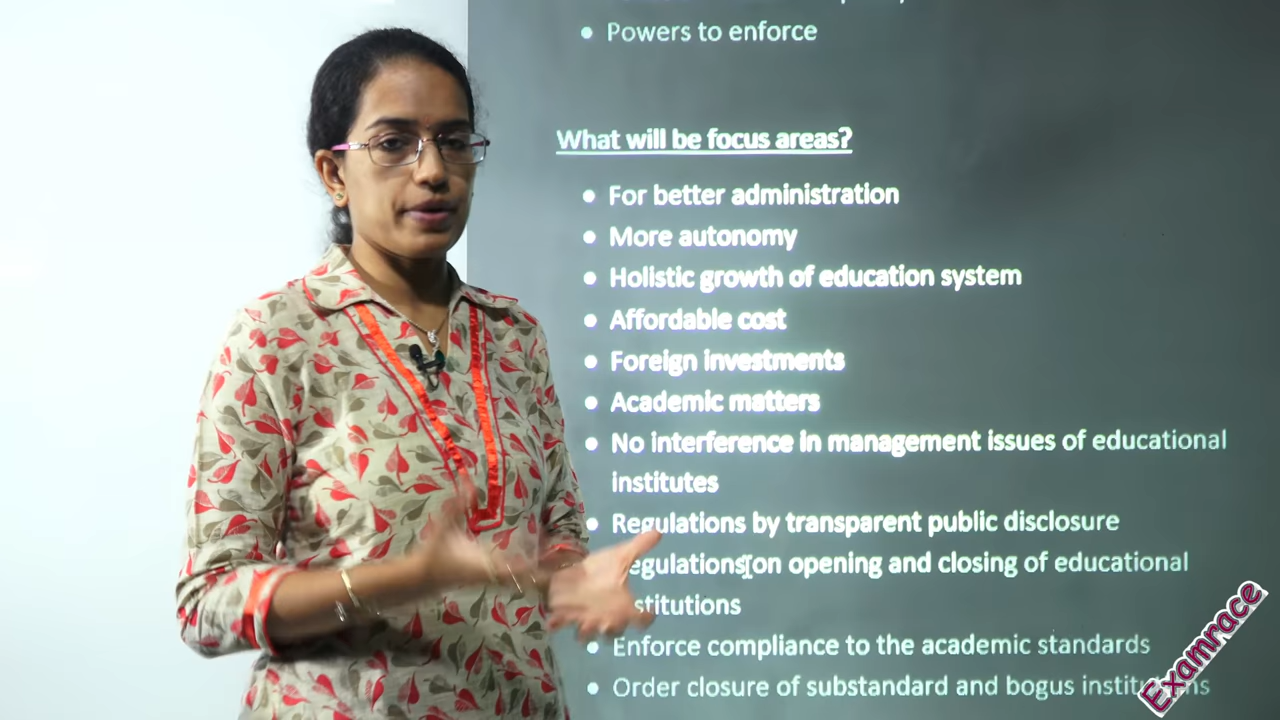 • Powers to enforce
What will be focus areas?
• For better administration
• More autonomy
• Holistic growth of education system
• Affordable cost
• Foreign investments
• Academic matters
• No interference in management issues of educational
institutes
• Regulations by transparent public disclosure
egulations on opening and closing of educational
stitutions
• Enforce compliance to the academic standards
• Order closure of substandard and bogus
Examrace